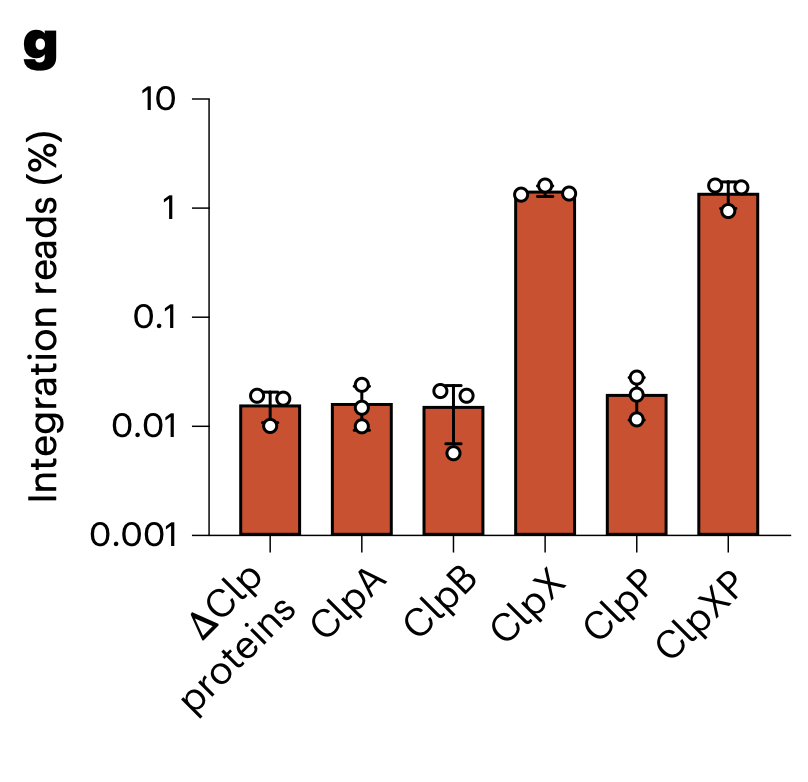 g
Integration reads (%)
10
1
0.1
0.01
0.001
ΔClp
proteins
ClpA
ClpB
ClpX
ClpP
ClpXP